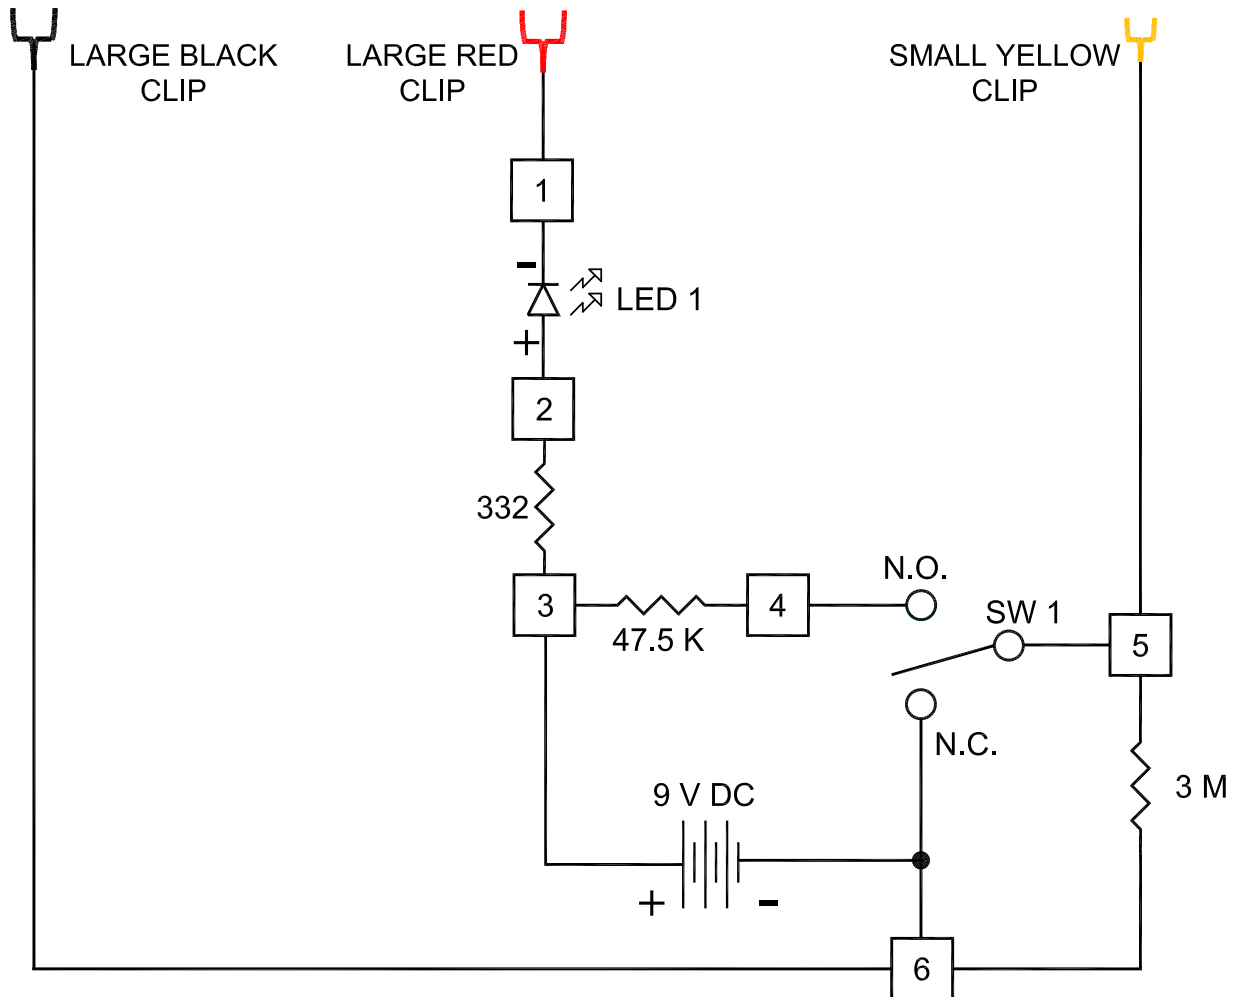 LARGE BLACK
CLIP
LARGE RED
CLIP
SMALL YELLOW
CLIP
1
-
LED 1
+
2
332
3
47.5 K
4
N.O.
SW 1
5
N.C.
3 M
9 V DC
+ -
6